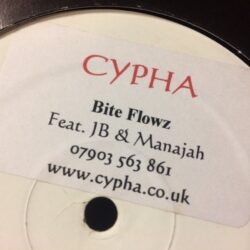 CYPHA
Bite Flowz
Feat. JB & Manajah
07903 563 861
www.cypha.co.uk